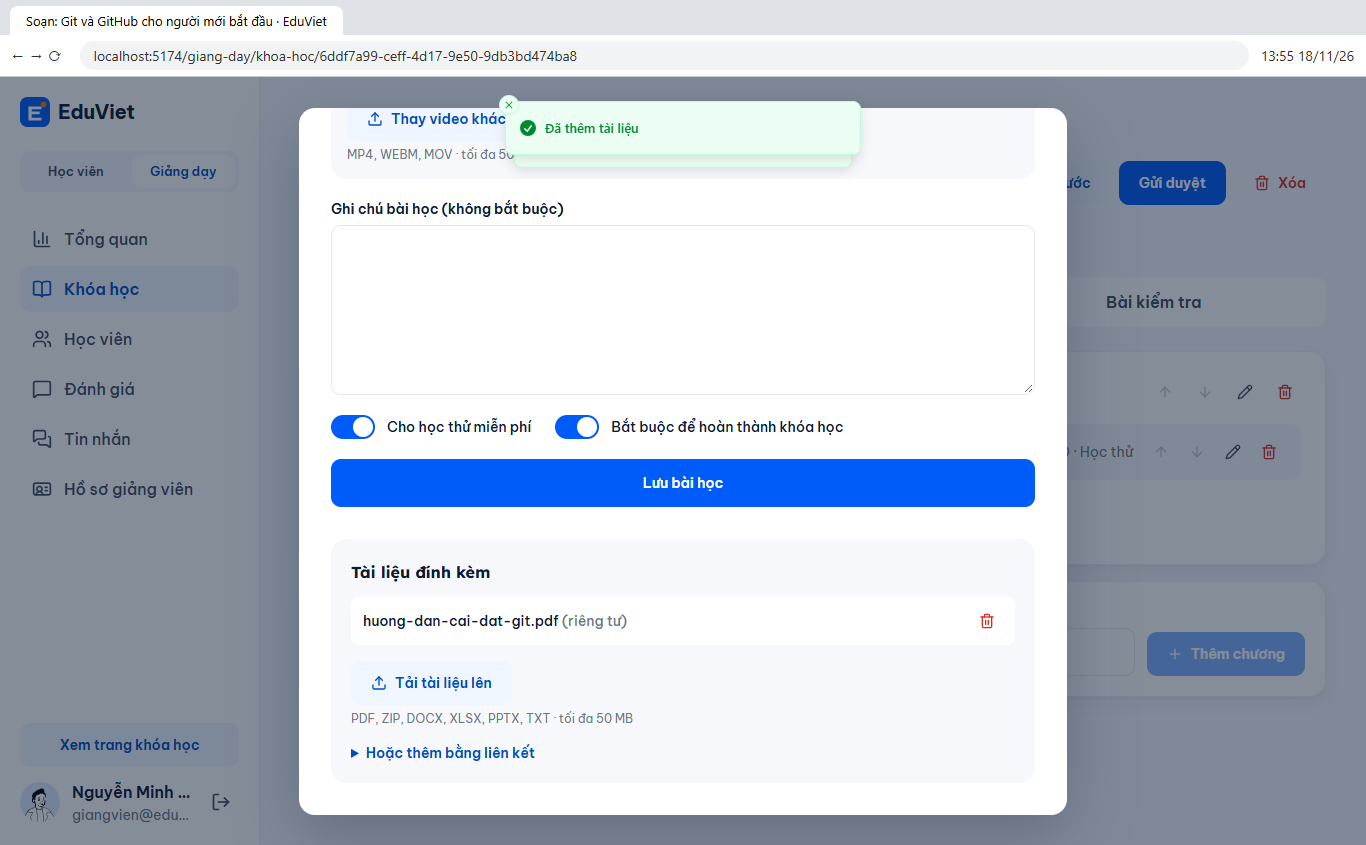 Soạn: Git và GitHub cho người mới bắt đầu · EduViet
localhost:5174/giang-day/khoa-hoc/6ddf7a99-ceff-4d17-9e50-9db3bd474ba8
13:55 18/11/26
EduViet
Học viên
Giảng dạy
Tổng quan
Khóa học
Học viên
Đánh giá
Tin nhắn
Hồ sơ giảng viên
Xem trang khóa học
Nguyễn Minh ...
giangvien@edu...
Gửi duyệt
Xóa
Bài kiểm tra
· Học thử
Thêm chương
Đã thêm tài liệu
Thay video khác
MP4, WEBM, MOV · tối đa
Ghi chú bài học (không bắt buộc)
Cho học thử miễn phí
Bắt buộc để hoàn thành khóa học
Lưu bài học
Tài liệu đính kèm
huong-dan-cai-dat-git.pdf (riêng tư)
Tải tài liệu lên
PDF, ZIP, DOCX, XLSX, PPTX, TXT · tối đa 50 MB
Hoặc thêm bằng liên kết